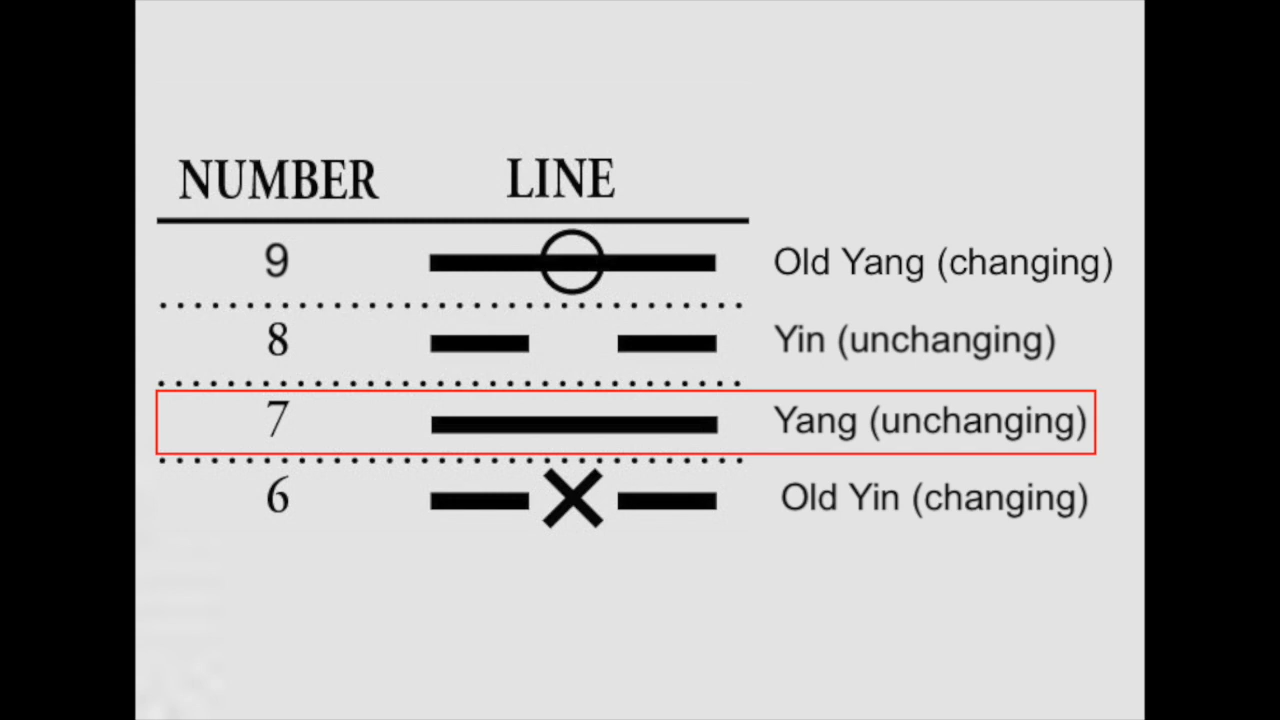 NUMBER LINE
9 Old Yang (changing)
8 Yin (unchanging)
7 Yang (unchanging)
6 Old Yin (changing)